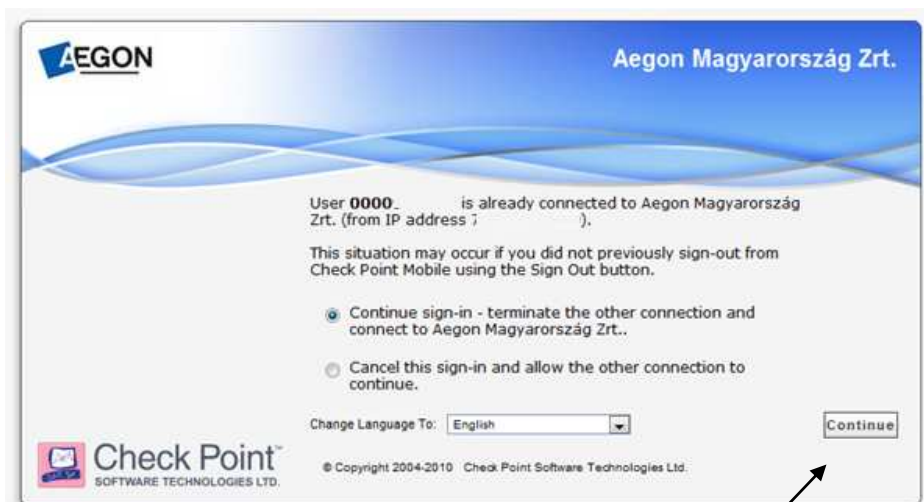 AEGON
Aegon Magyarország Zrt.
User 0000 is already connected to Aegon Magyarország
Zrt. (from IP address 7 ).
This situation may occur if you did not previously sign-out from
Check Point Mobile using the Sign Out button.
Continue sign-in - terminate the other connection and
connect to Aegon Magyarország Zrt..
Cancel this sign-in and allow the other connection to
continue.
Change Language To: English
Continue
Check Point™
SOFTWARE TECHNOLOGIES LTD.
© Copyright 2004-2010 Check Point Software Technologies Ltd.